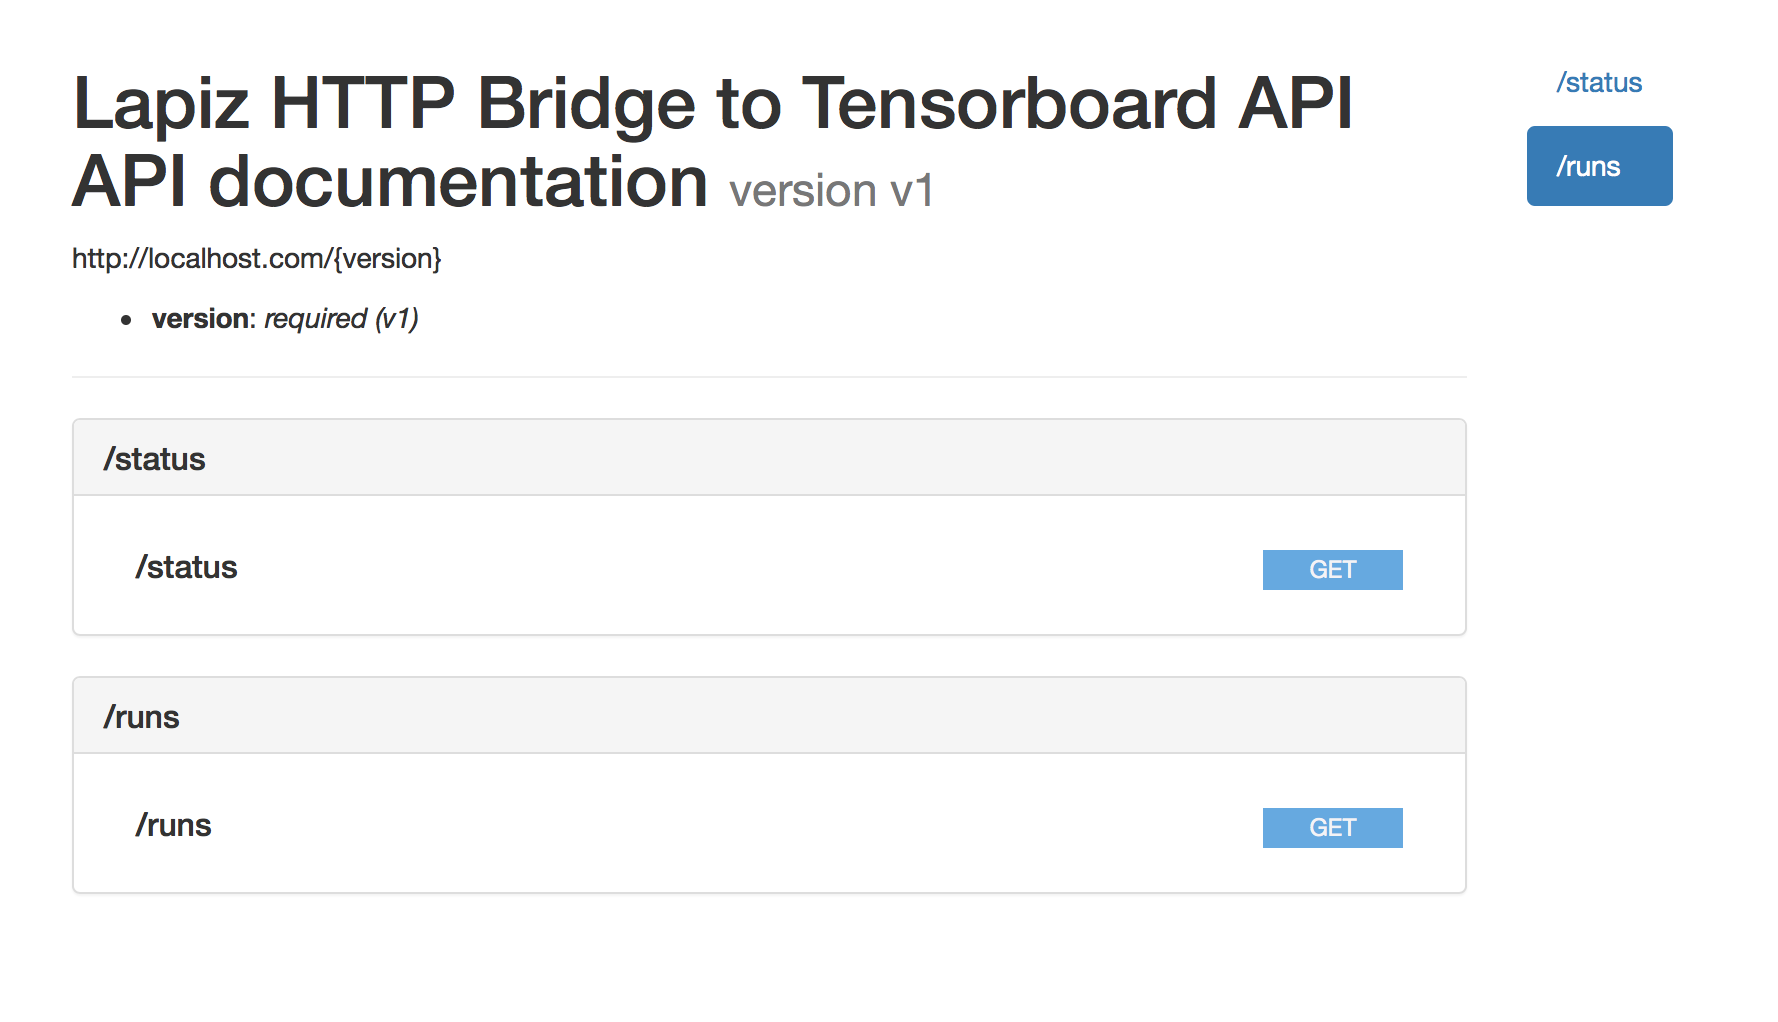 Lapiz HTTP Bridge to Tensorboard API
API documentation version v1
http://localhost.com/{version}
• version: required (v1)
/status
/status
GET
/runs
/runs
GET
/status
/runs